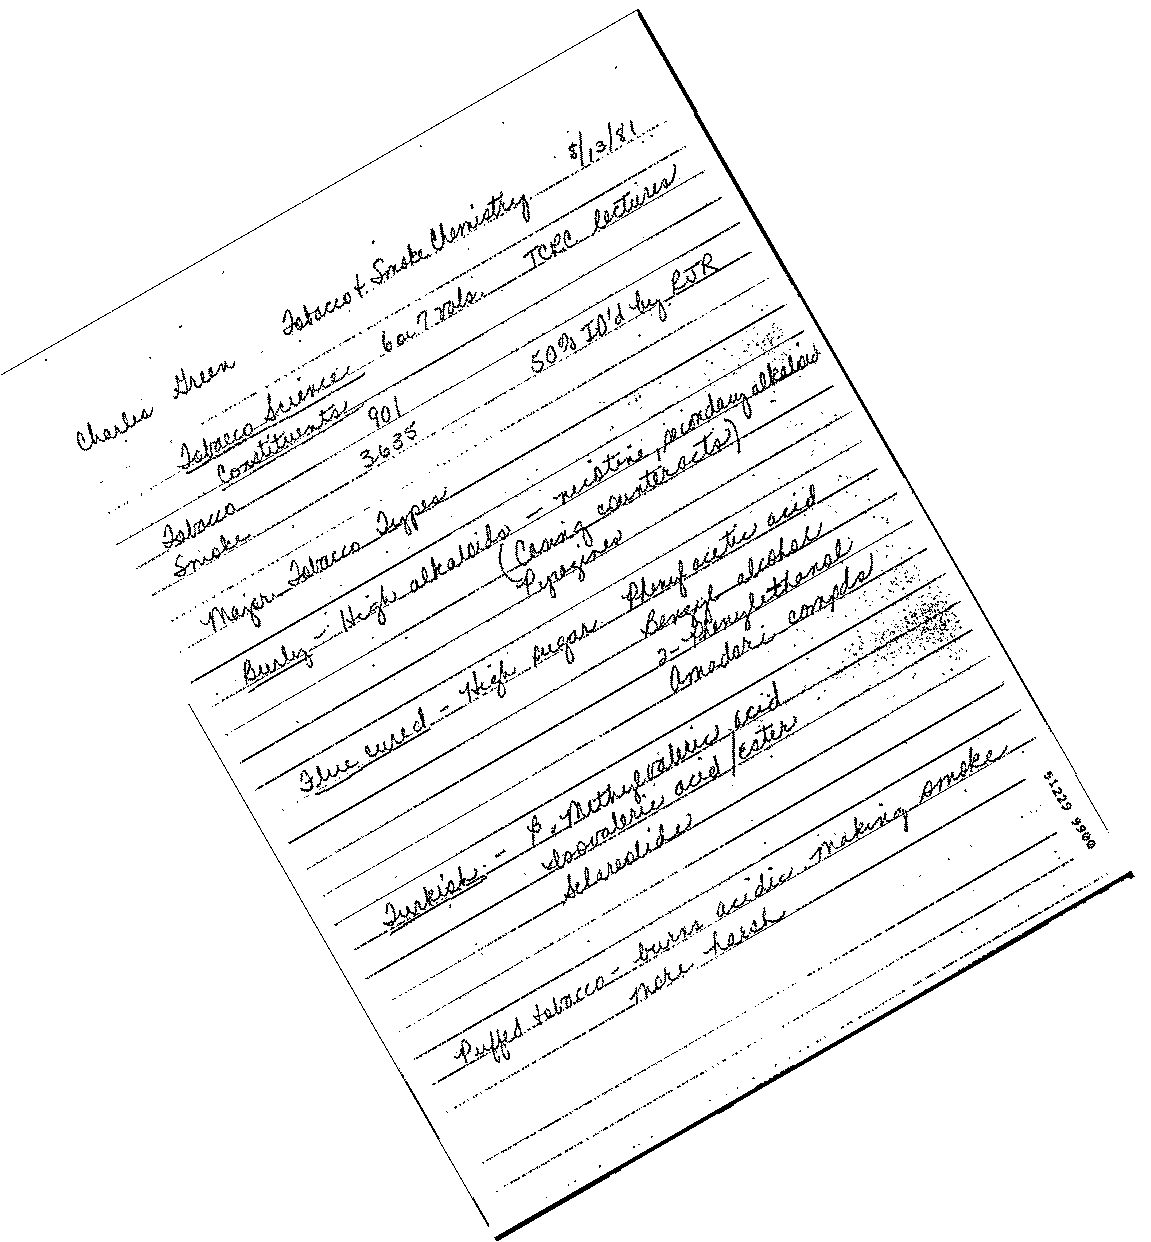 8/13/81
Charles Green Tobacco & Smoke Chemistry
Tobacco Science 6 or 7 vols. TCRC lectures
Constituents
Tobacco 901 50% ID'd by RJR
Smoke 3635
Major Tobacco Types
Burley - High alkaloids - nicotine, secondary alkaloids
(Casing counteracts)
Pyrazines
Flue cured - High sugar Phenylacetic acid
Benzyl alcohol
2-Phenylethanol
Amadori compds
Turkish - β-Methylvaleric acid
Isovaleric acid/ester
Sclareolide
Puffed tobacco - burns acidic making smoke
more harsh
51229 9900